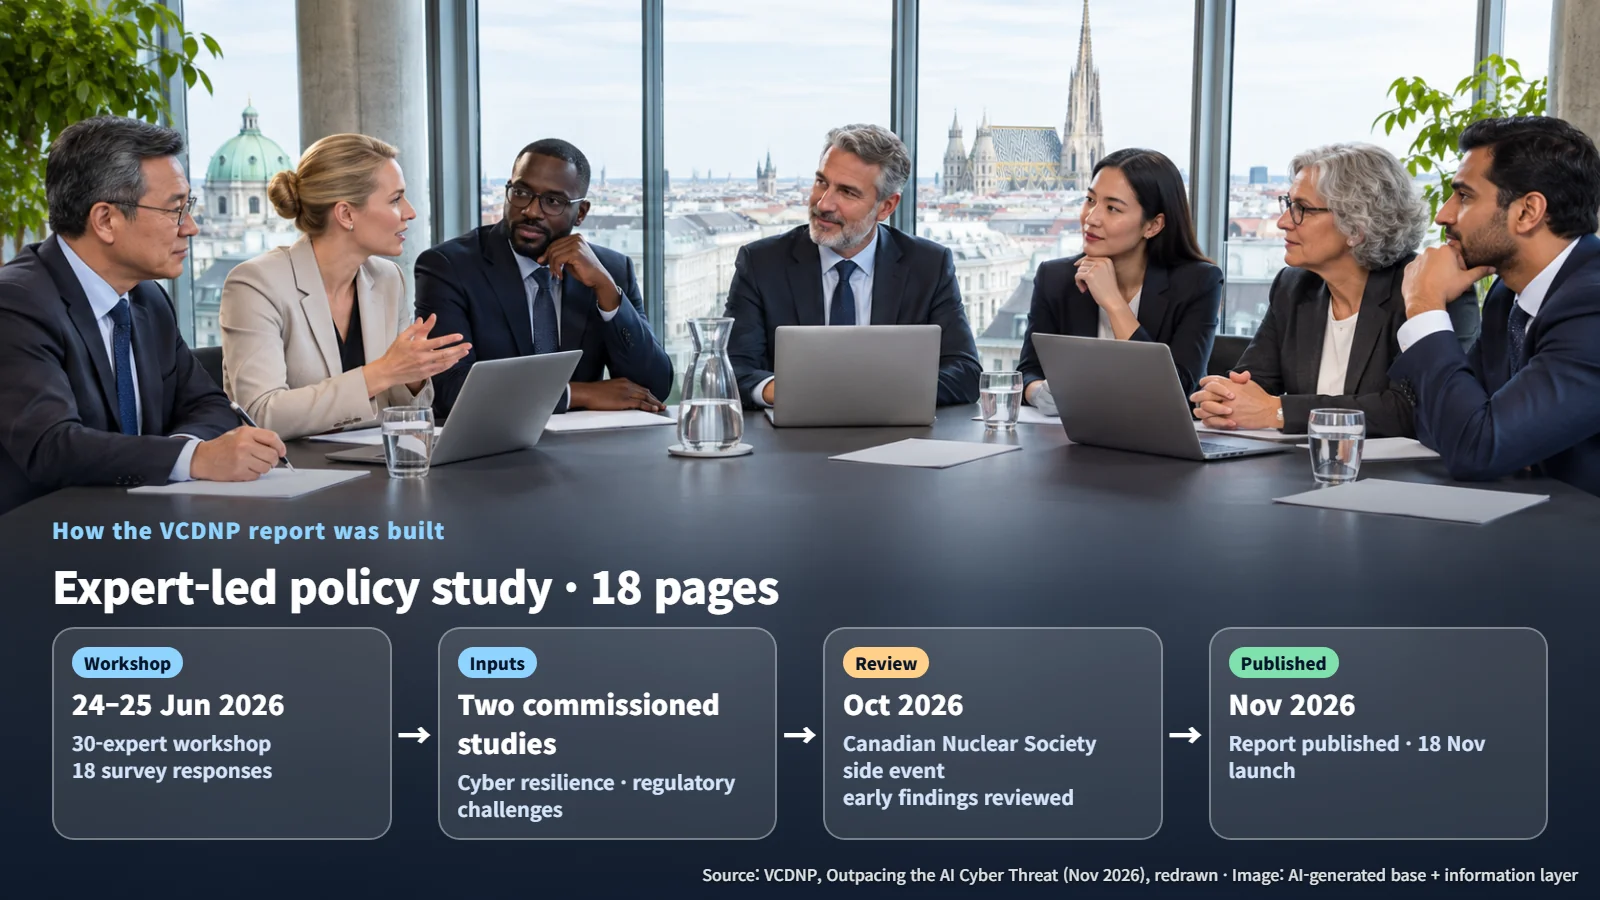 How the VCDNP report was built
Expert-led policy study · 18 pages
Workshop
24–25 Jun 2026
30-expert workshop
18 survey responses
→
Inputs
Two commissioned
studies
Cyber resilience · regulatory
challenges
→
Review
Oct 2026
Canadian Nuclear Society
side event
early findings reviewed
→
Published
Nov 2026
Report published · 18 Nov
launch
Source: VCDNP, Outpacing the AI Cyber Threat (Nov 2026), redrawn · Image: AI-generated base + information layer